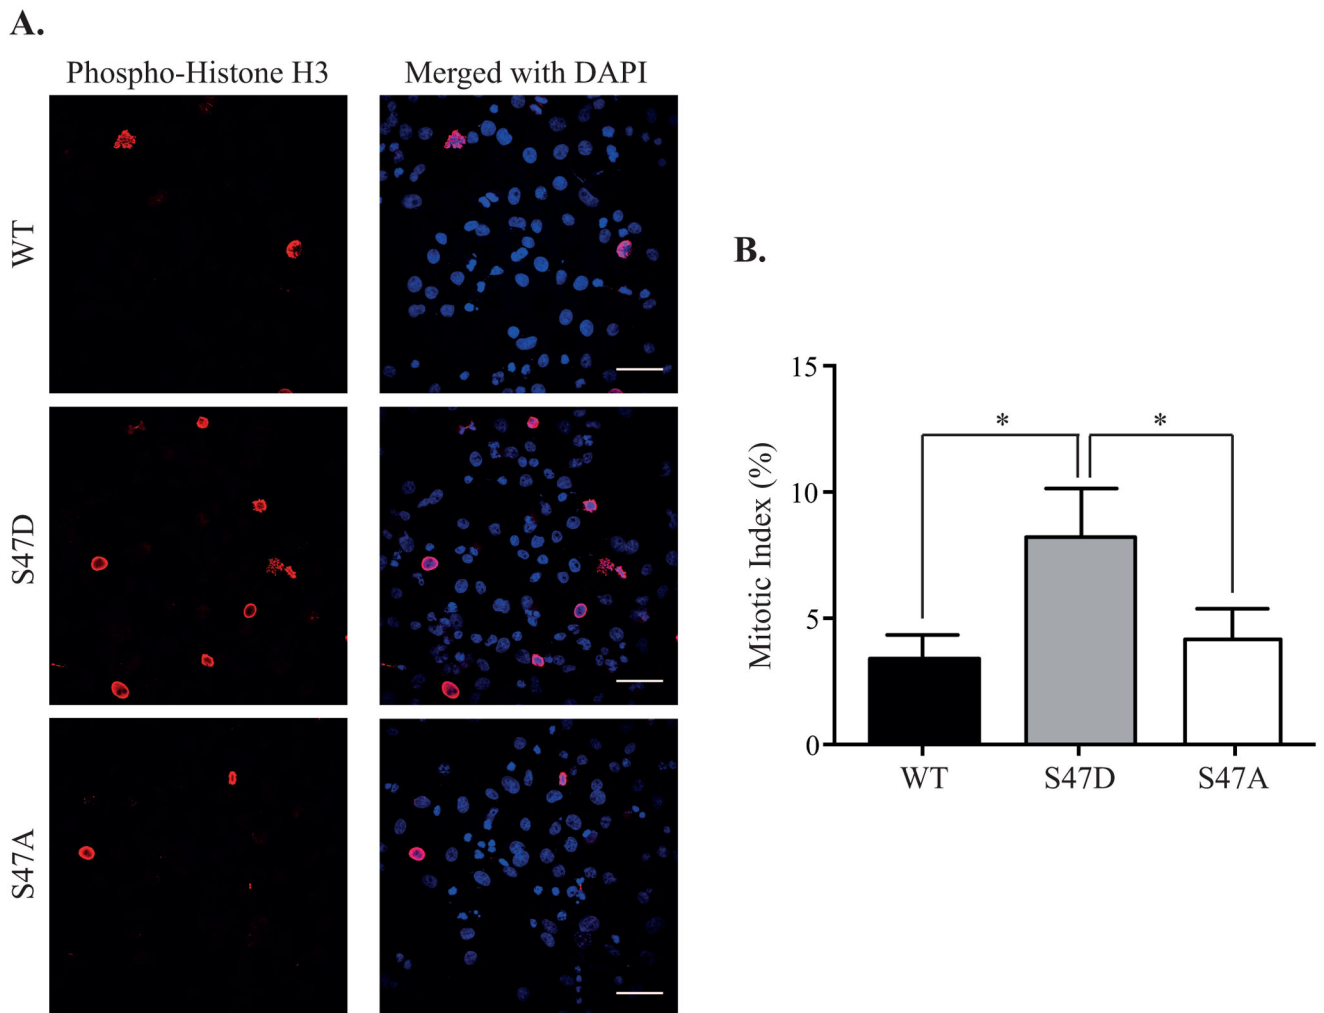 A.
Phospho-Histone H3 Merged with DAPI
WT
S47D
S47A
B.
Mitotic Index (%)
15
10
5
0
* *
WT S47D S47A